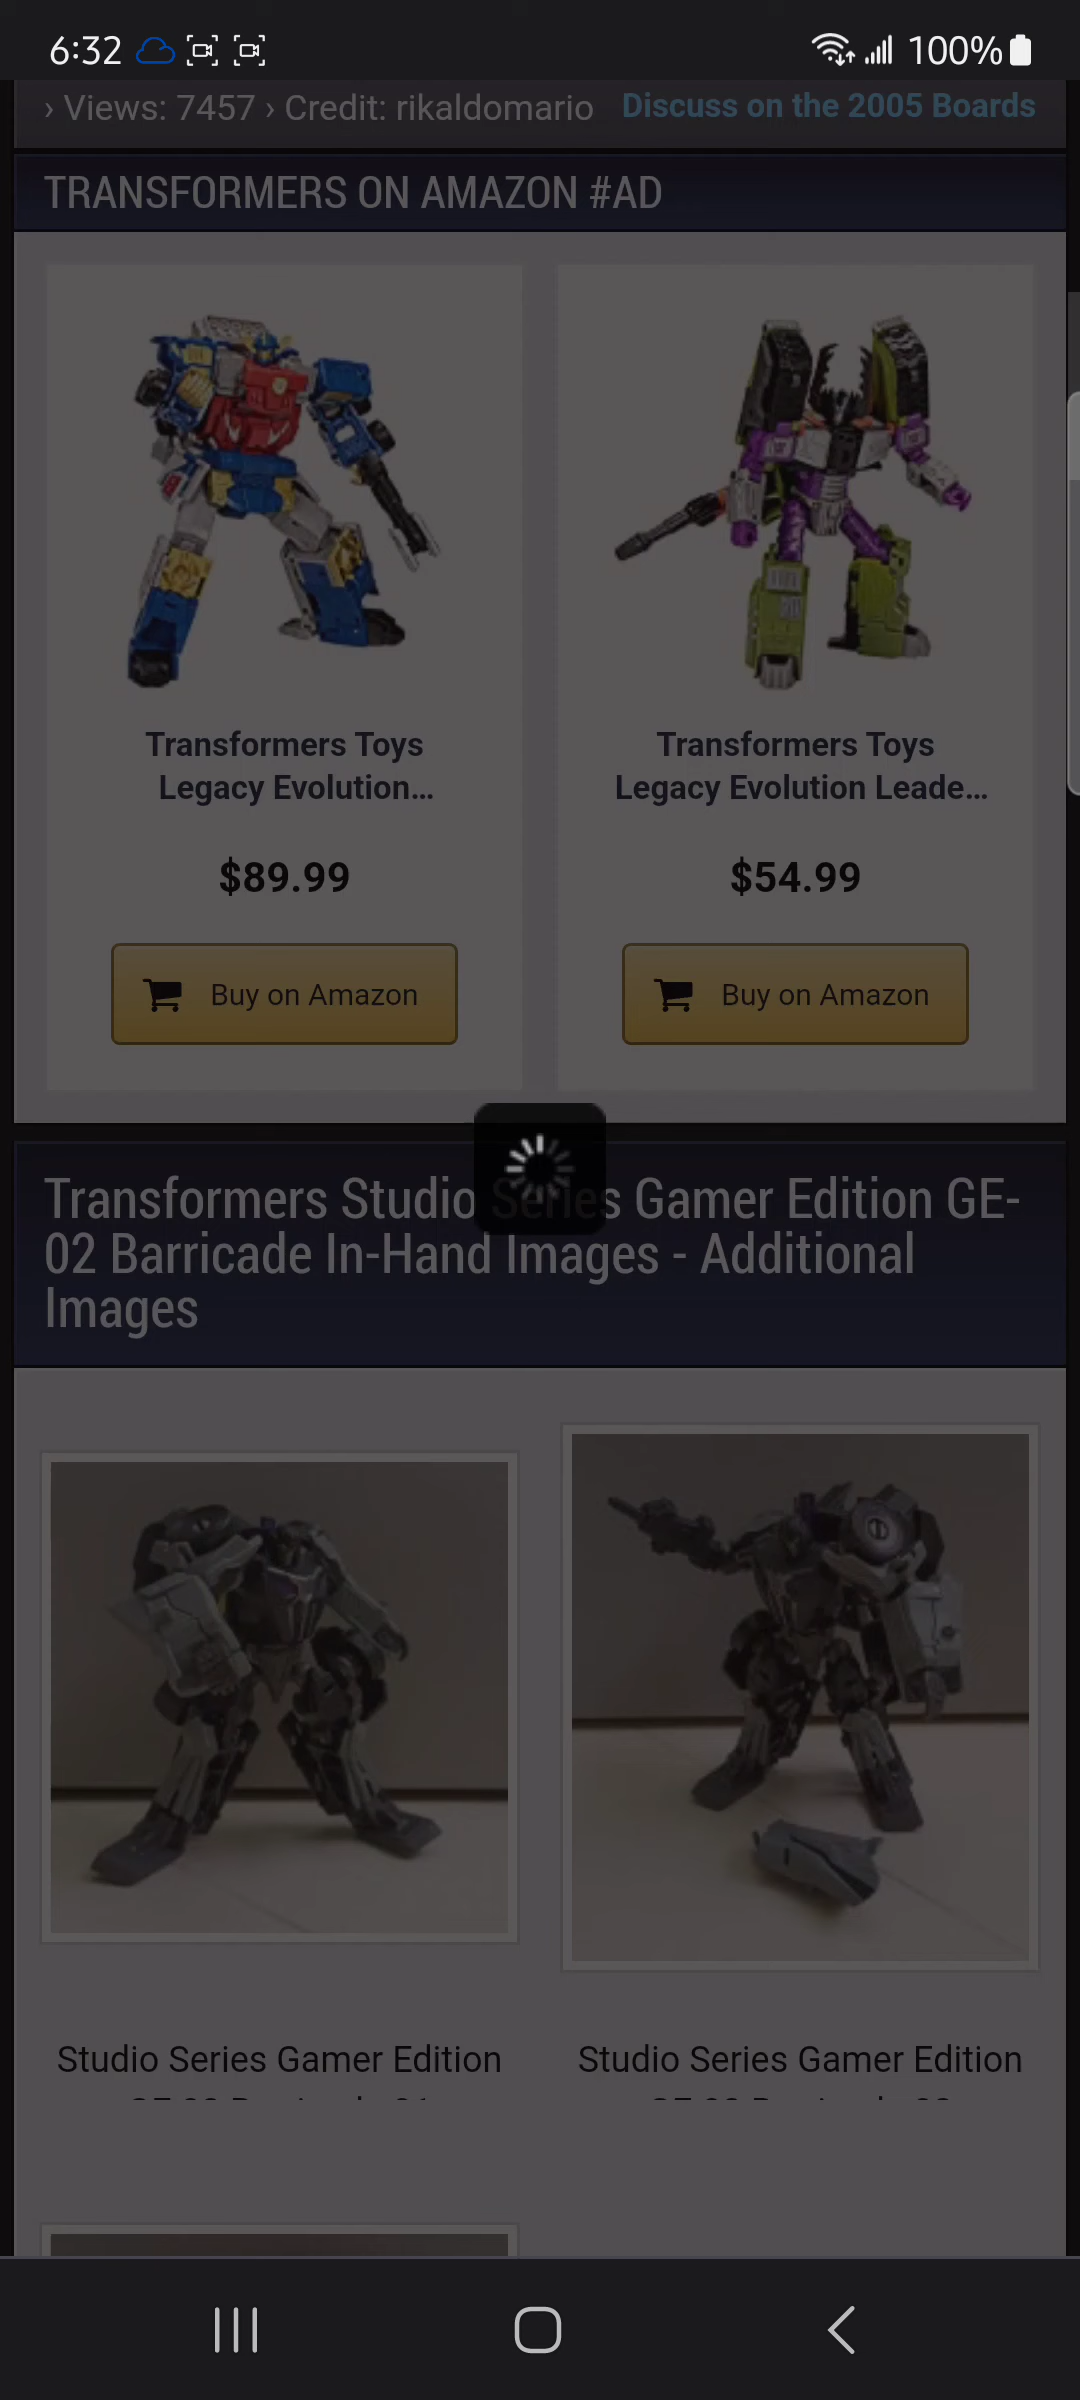 6:32 100%
› Views: 7457 › Credit: rikaldomario Discuss on the 2005 Boards
TRANSFORMERS ON AMAZON #AD
Transformers Toys
Legacy Evolution...
$89.99
Buy on Amazon
Transformers Toys
Legacy Evolution Leade...
$54.99
Buy on Amazon
Transformers Studio Series Gamer Edition GE-
02 Barricade In-Hand Images - Additional
Images
Studio Series Gamer Edition
Studio Series Gamer Edition